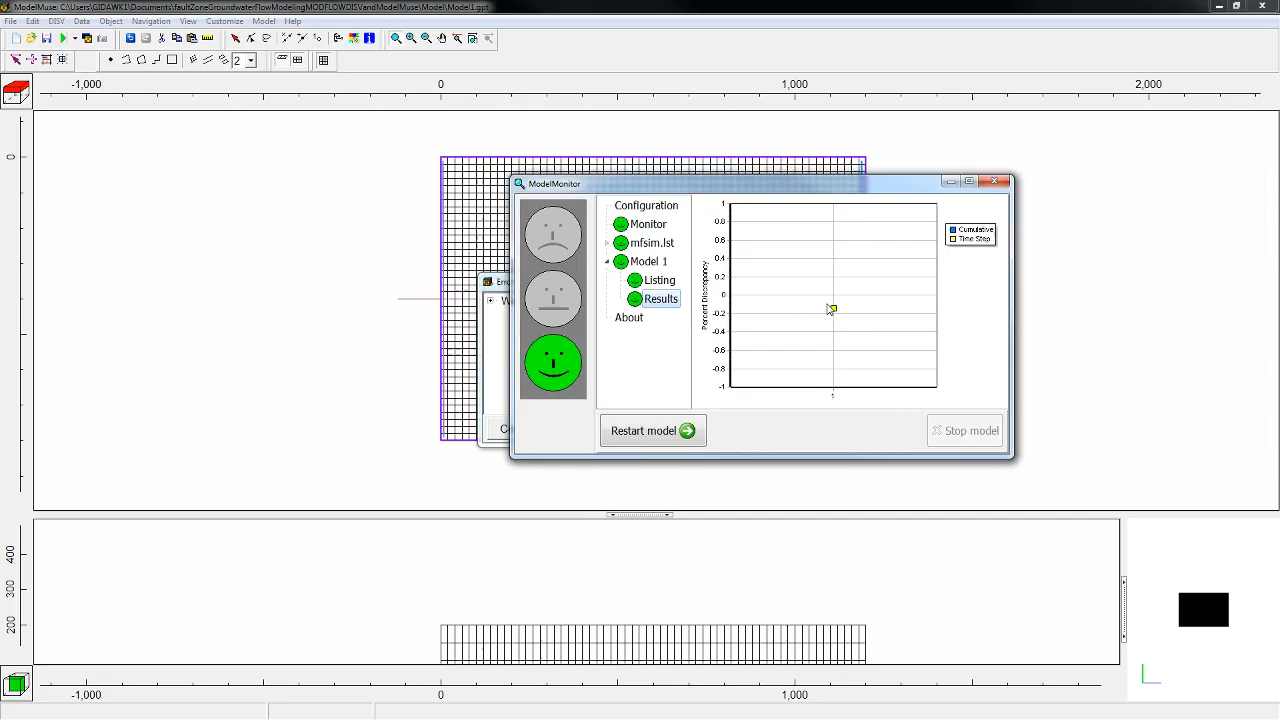 ModelMuse: C:\Users\GIDAWK1\Documents\faultZoneGroundwaterFlowModelingMODFLOWDISVandModelMuse\Model\Model1.gpt
File Edit DISV Data Object Navigation View Customize Model Help
2
-1,000 0 1,000 2,000
0
ModelMonitor
Configuration
Monitor
mfsim.lst
Model 1
Listing
Results
About
Percent Discrepancy
1
0.8
0.6
0.4
0.2
0
-0.2
-0.4
-0.6
-0.8
-1
1
Cumulative
Time Step
Restart model
Stop model
400
300
200
-1,000 0 1,000